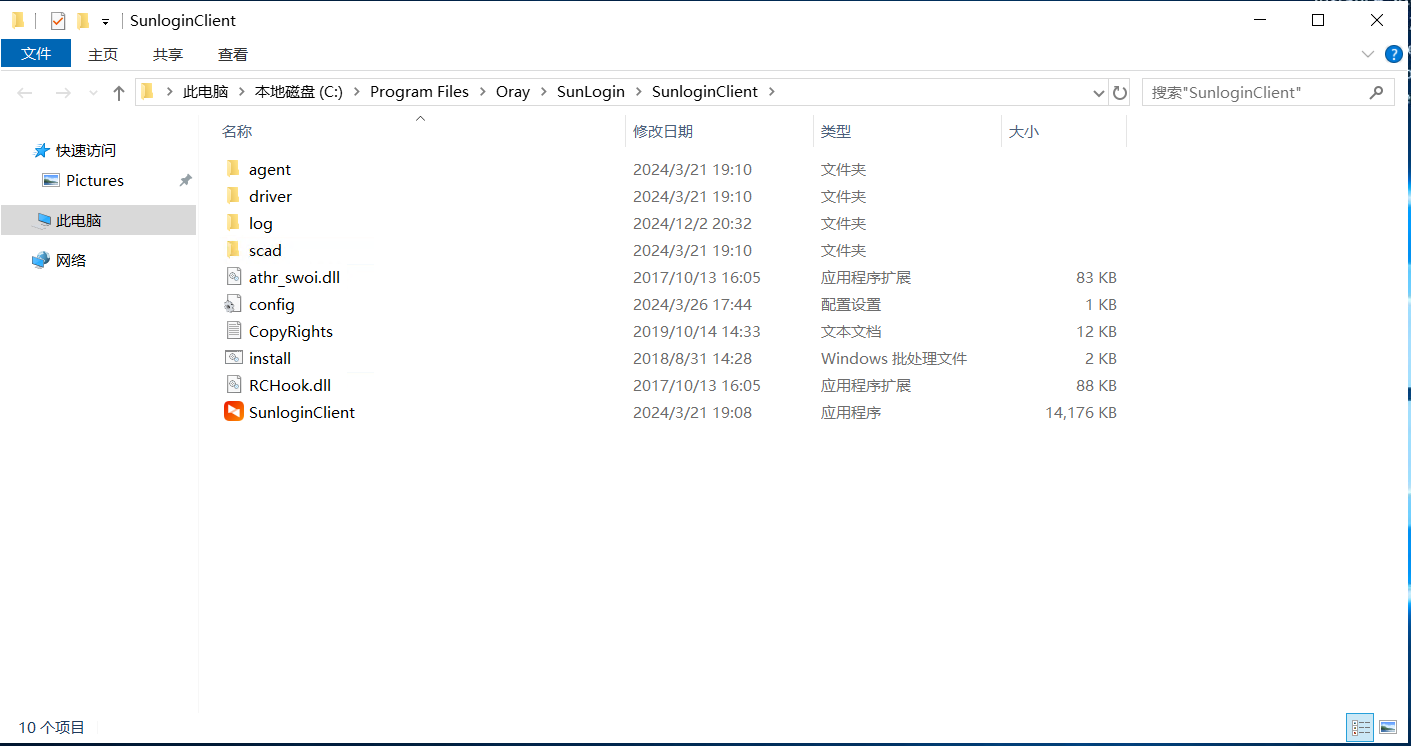 SunloginClient
文件 主页 共享 查看
此电脑 本地磁盘 (C:) Program Files Oray SunLogin SunloginClient 搜索"SunloginClient"
名称 修改日期 类型 大小
快速访问
Pictures
此电脑
网络
agent 2024/3/21 19:10 文件夹
driver 2024/3/21 19:10 文件夹
log 2024/12/2 20:32 文件夹
scad 2024/3/21 19:10 文件夹
athr_swoi.dll 2017/10/13 16:05 应用程序扩展 83 KB
config 2024/3/26 17:44 配置设置 1 KB
CopyRights 2019/10/14 14:33 文本文档 12 KB
install 2018/8/31 14:28 Windows 批处理文件 2 KB
RCHook.dll 2017/10/13 16:05 应用程序扩展 88 KB
SunloginClient 2024/3/21 19:08 应用程序 14,176 KB
10 个项目